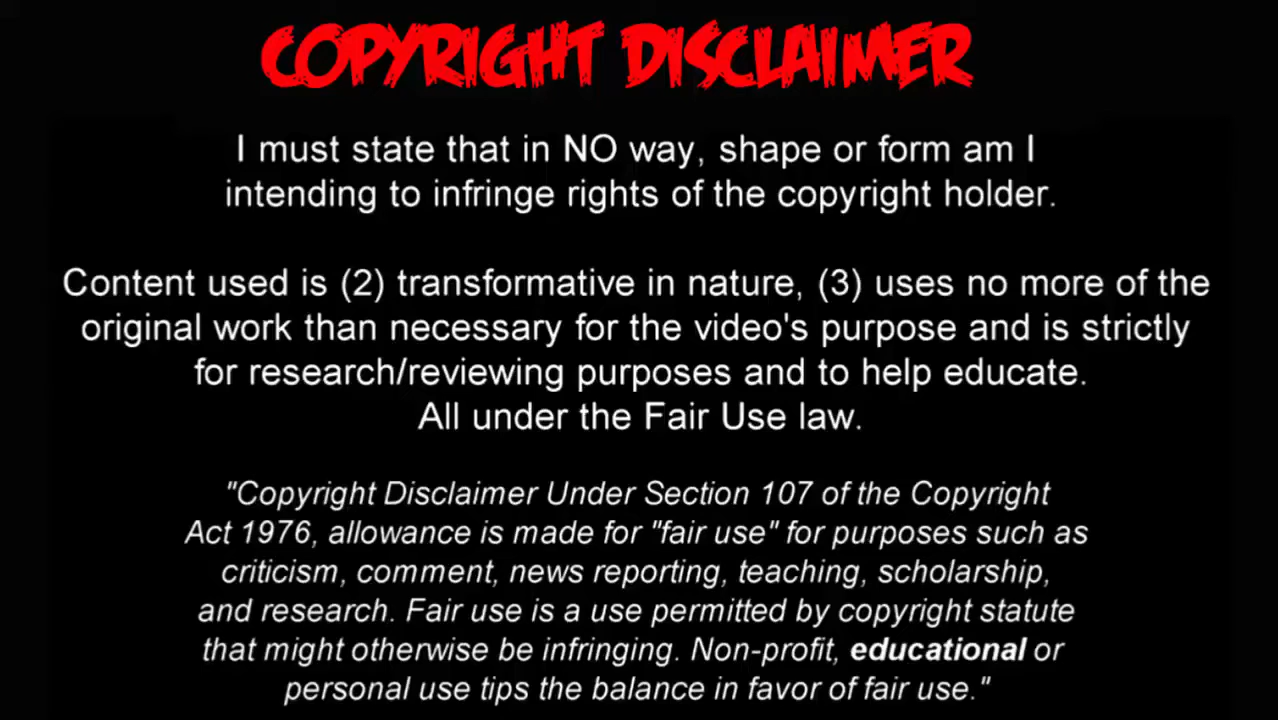 COPYRIGHT DISCLAIMER
I must state that in NO way, shape or form am I
intending to infringe rights of the copyright holder.
Content used is (2) transformative in nature, (3) uses no more of the
original work than necessary for the video's purpose and is strictly
for research/reviewing purposes and to help educate.
All under the Fair Use law.
"Copyright Disclaimer Under Section 107 of the Copyright
Act 1976, allowance is made for "fair use" for purposes such as
criticism, comment, news reporting, teaching, scholarship,
and research. Fair use is a use permitted by copyright statute
that might otherwise be infringing. Non-profit, educational or
personal use tips the balance in favor of fair use."